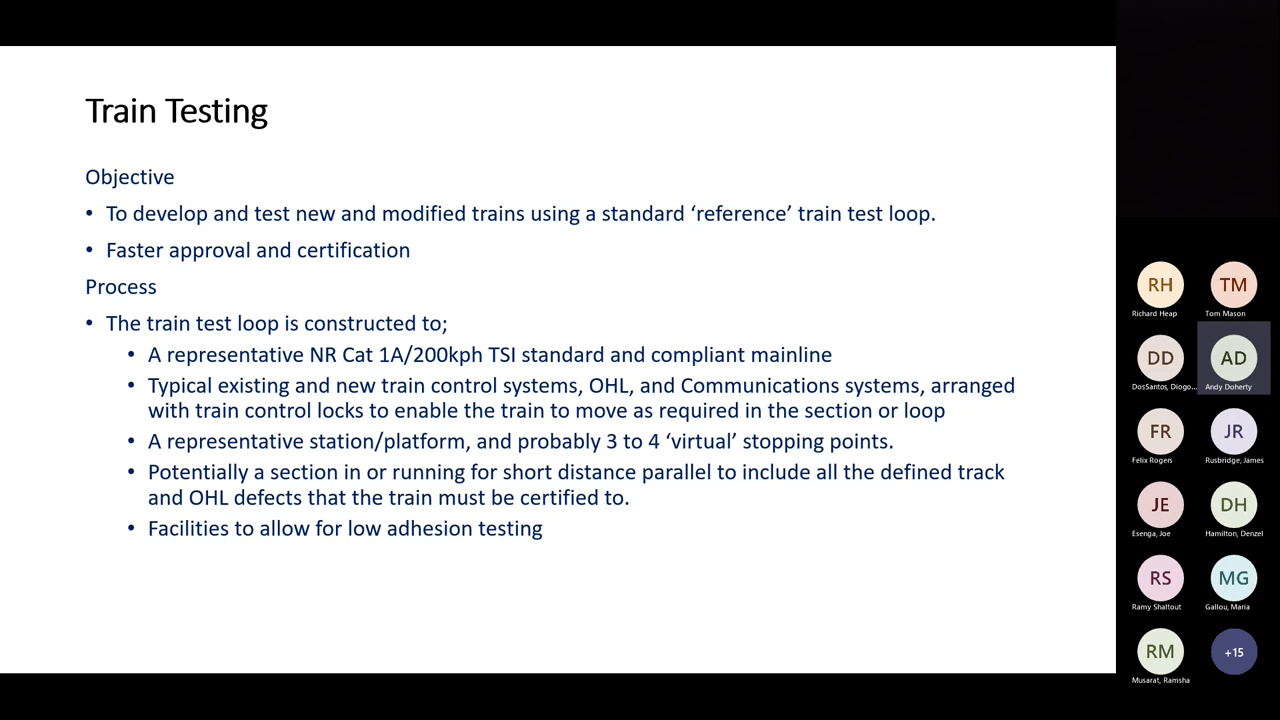 Train Testing
Objective
• To develop and test new and modified trains using a standard ‘reference’ train test loop.
• Faster approval and certification
Process
• The train test loop is constructed to;
• A representative NR Cat 1A/200kph TSI standard and compliant mainline
• Typical existing and new train control systems, OHL, and Communications systems, arranged
with train control locks to enable the train to move as required in the section or loop
• A representative station/platform, and probably 3 to 4 ‘virtual’ stopping points.
• Potentially a section in or running for short distance parallel to include all the defined track
and OHL defects that the train must be certified to.
• Facilities to allow for low adhesion testing
RH TM
Richard Heap Tom Mason
DD AD
DosSantos, Diogo... Andy Doherty
FR JR
Felix Rogers Rusbridge, James
JE DH
Esenga, Joe Hamilton, Denzel
RS MG
Ramy Shaltout Gallou, Maria
RM +15
Musarat, Ramsha